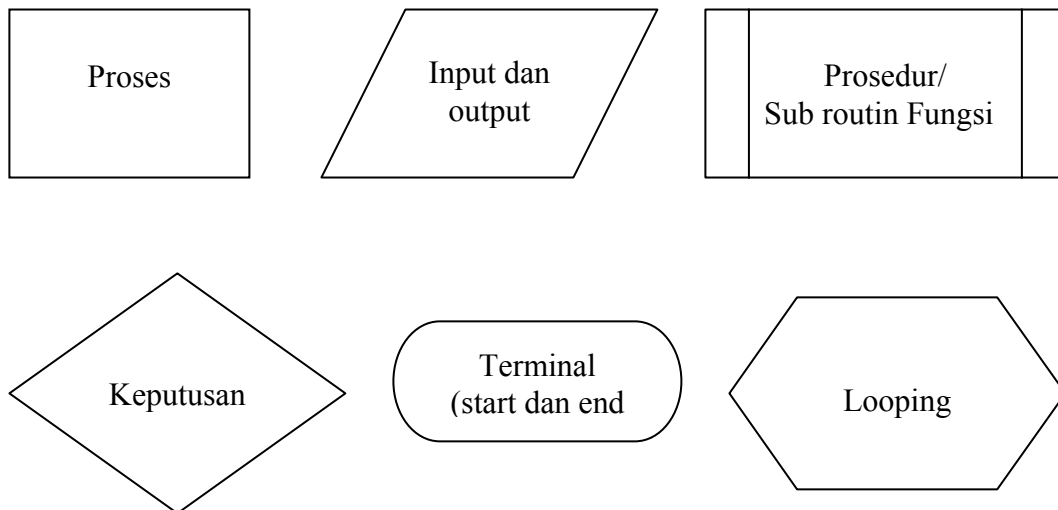 Proses
Input dan
output
Prosedur/
Sub routin Fungsi
Keputusan
Terminal
(start dan end
Looping